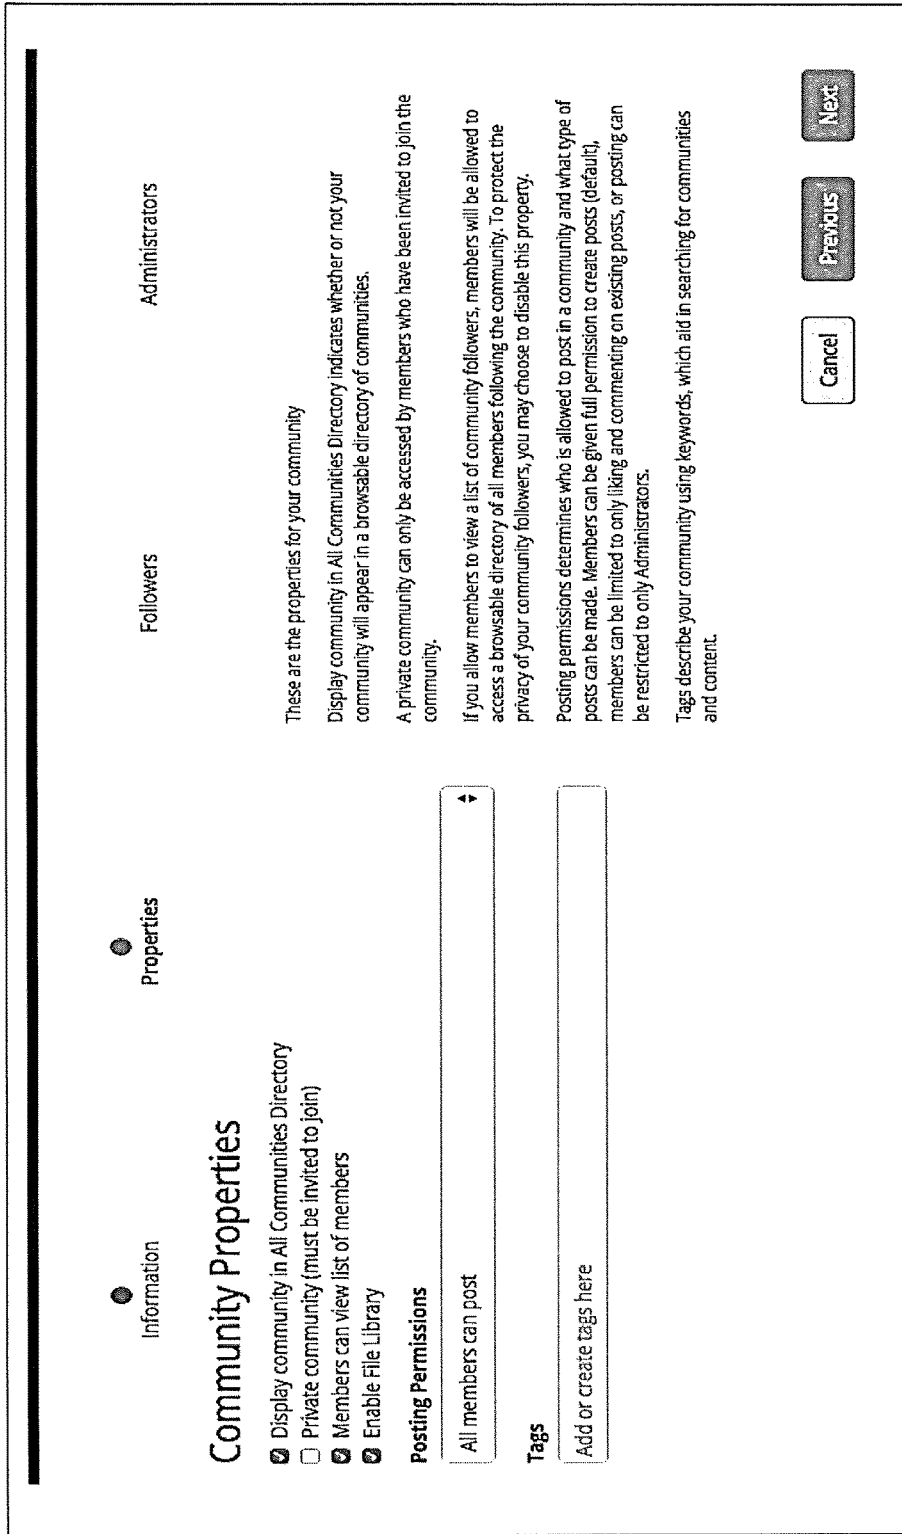 Information
Properties
Followers
Administrators
Community Properties
Display community in All Communities Directory
Private community (must be invited to join)
Members can view list of members
Enable File Library
Posting Permissions
All members can post
Tags
Add or create tags here
These are the properties for your community
Display community in All Communities Directory indicates whether or not your
community will appear in a browsable directory of communities.
A private community can only be accessed by members who have been invited to join the
community.
If you allow members to view a list of community followers, members will be allowed to
access a browsable directory of all members following the community. To protect the
privacy of your community followers, you may choose to disable this property.
Posting permissions determines who is allowed to post in a community and what type of
posts can be made. Members can be given full permission to create posts (default),
members can be limited to only liking and commenting on existing posts, or posting can
be restricted to only Administrators.
Tags describe your community using keywords, which aid in searching for communities
and content.
Cancel
Previous
Next